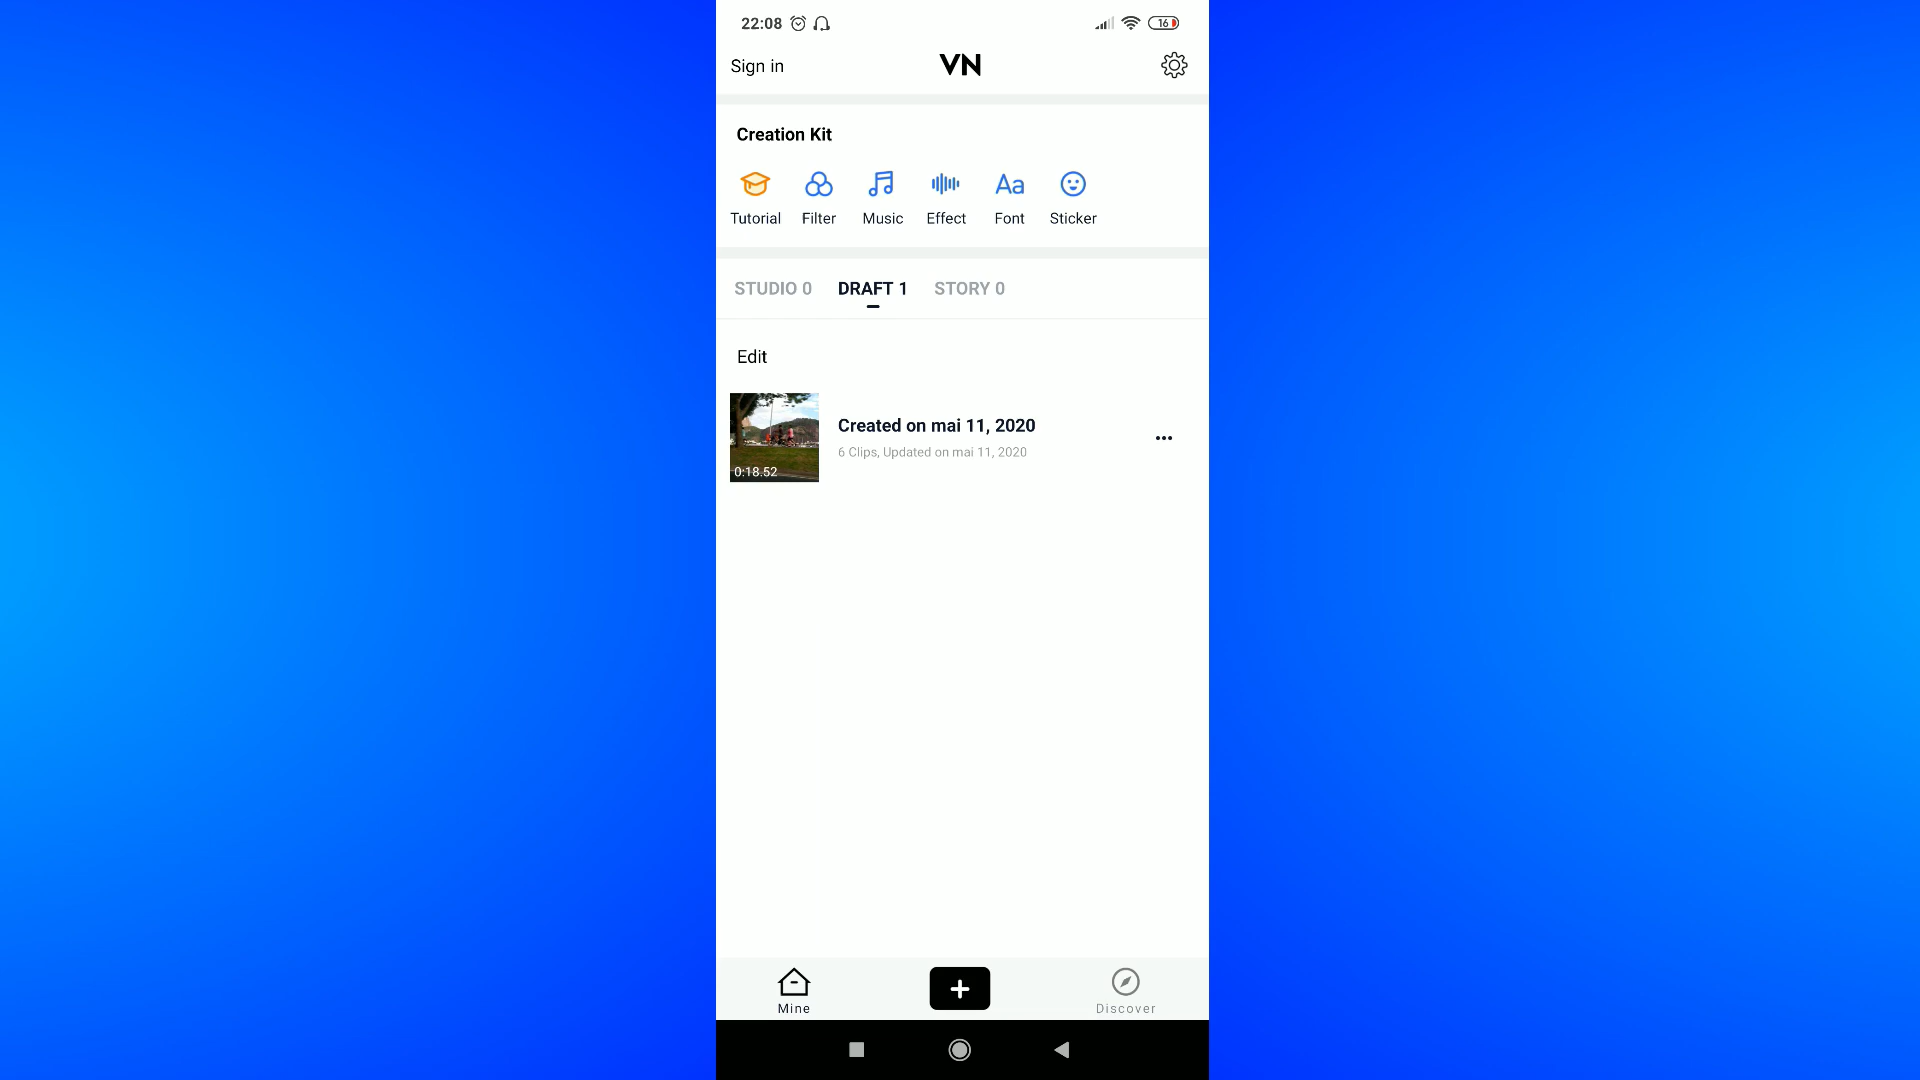 22:08
16
Sign in
VN
Creation Kit
Tutorial
Filter
Music
Aa
Effect
Font
Sticker
STUDIO 0
DRAFT 1
STORY 0
Edit
0:18.52
Created on mai 11, 2020
6 Clips, Updated on mai 11, 2020
Mine
Discover